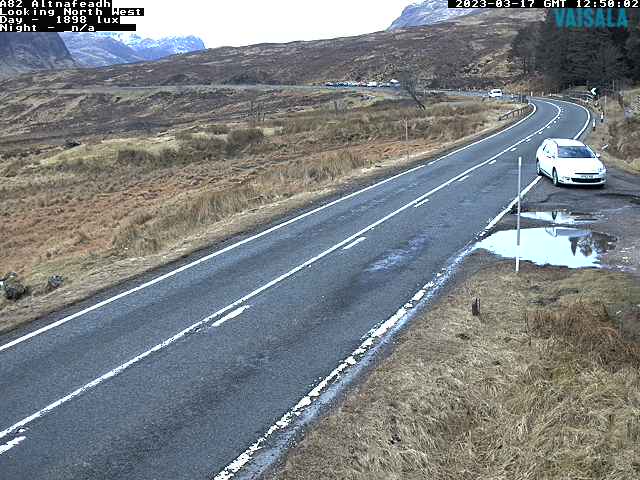 A82 Altnafeadh
Looking North West
Day - 1898 lux
Night - n/a
2023-03-17 GMT 12:50:02
VAISALA